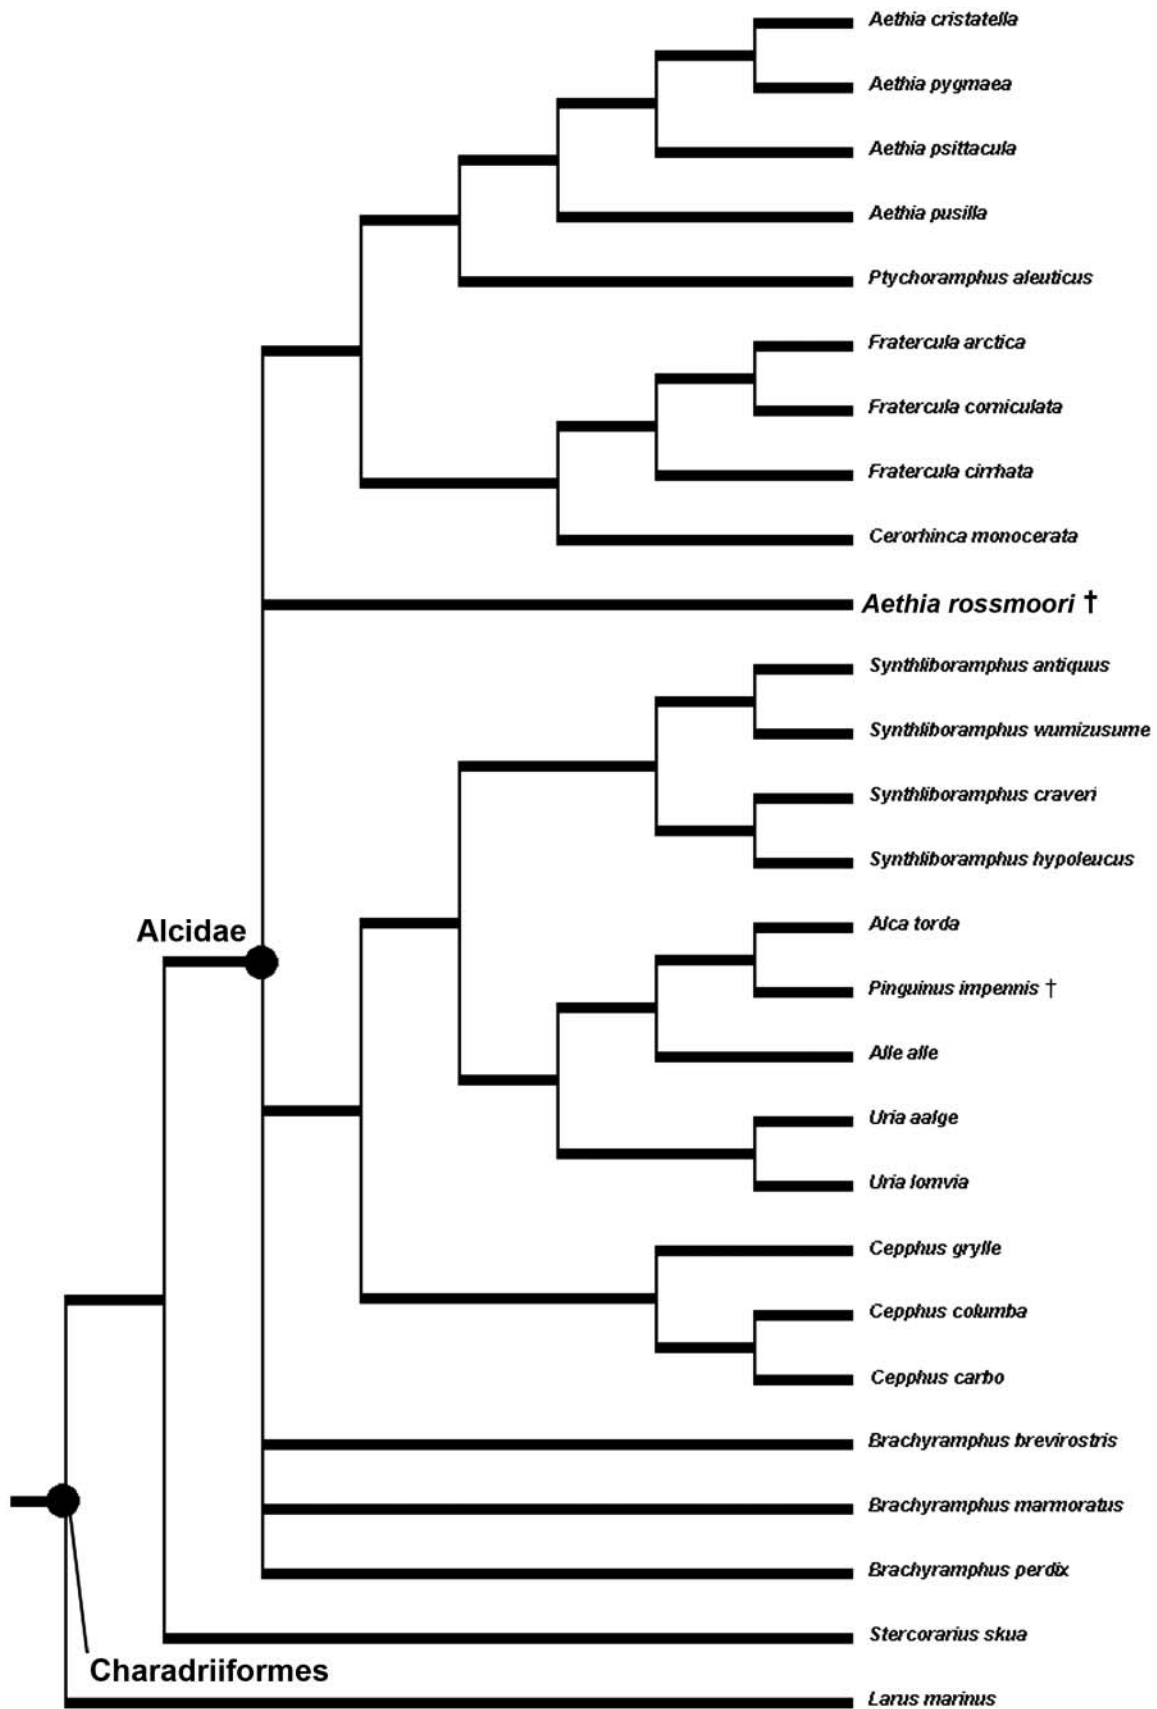 Aethia cristatella
Aethia pygmaea
Aethia psittacula
Aethia pusilla
Ptychoramphus aleuticus
Fratercula arctica
Fratercula corniculata
Fratercula cirrhata
Cerorhinca monocerata
Aethia rossmoori †
Synthliboramphus antiquus
Synthliboramphus wumizusume
Synthliboramphus craveri
Synthliboramphus hypoleucus
Alca torda
Alcidae
Pinguinus impennis †
Alle alle
Uria aalge
Uria lomvia
Cepphus grylle
Cepphus columba
Cepphus carbo
Brachyramphus brevirostris
Brachyramphus marmoratus
Brachyramphus perdix
Stercorarius skua
Charadriiformes
Larus marinus